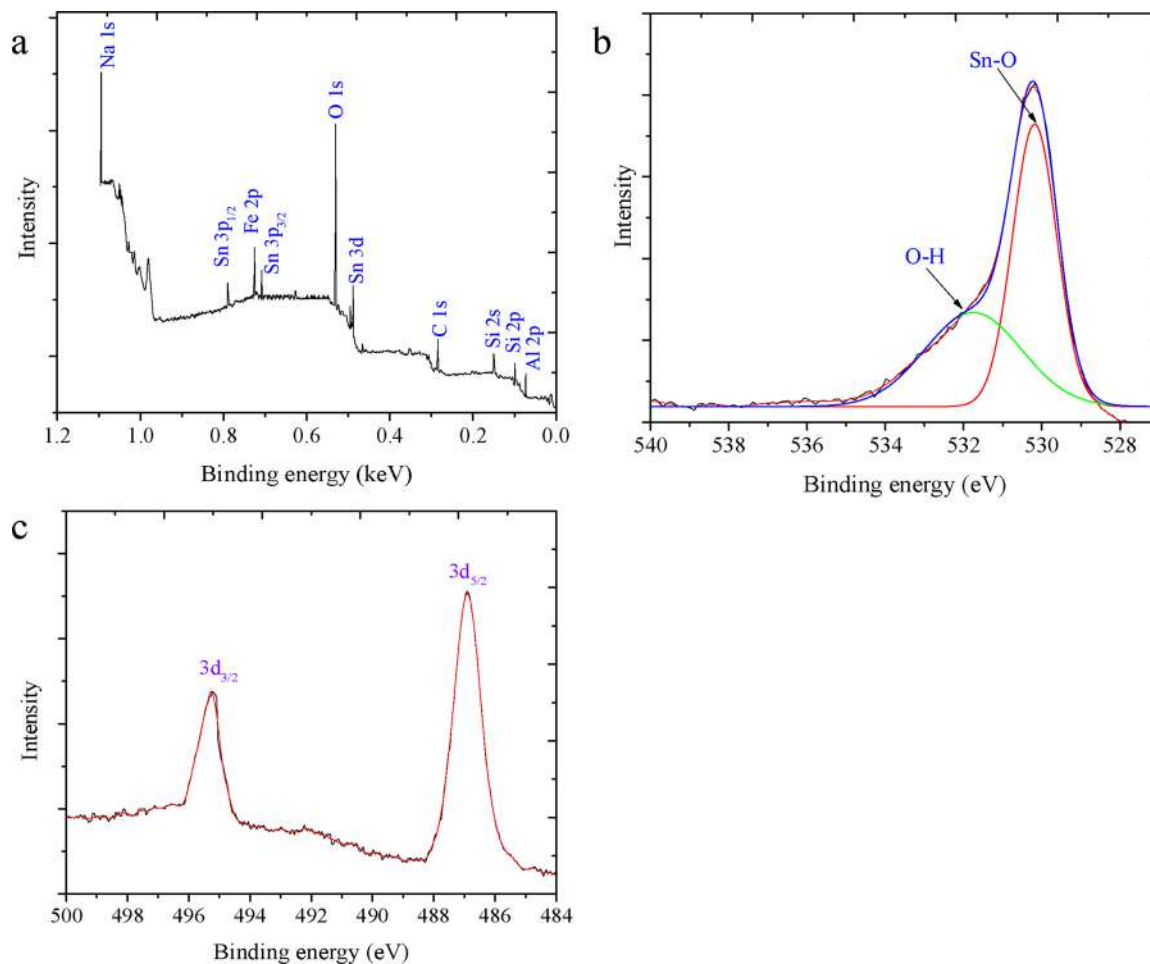 a
Na 1s
Sn 3p1/2
Fe 2p
Sn 3p3/2
O 1s
Sn 3d
C 1s
Si 2s
Si 2p
Al 2p
Intensity
1.2 1.0 0.8 0.6 0.4 0.2 0.0
Binding energy (keV)
b
Sn-O
O-H
Intensity
540 538 536 534 532 530 528
Binding energy (eV)
c
3d5/2
3d3/2
Intensity
500 498 496 494 492 490 488 486 484
Binding energy (eV)